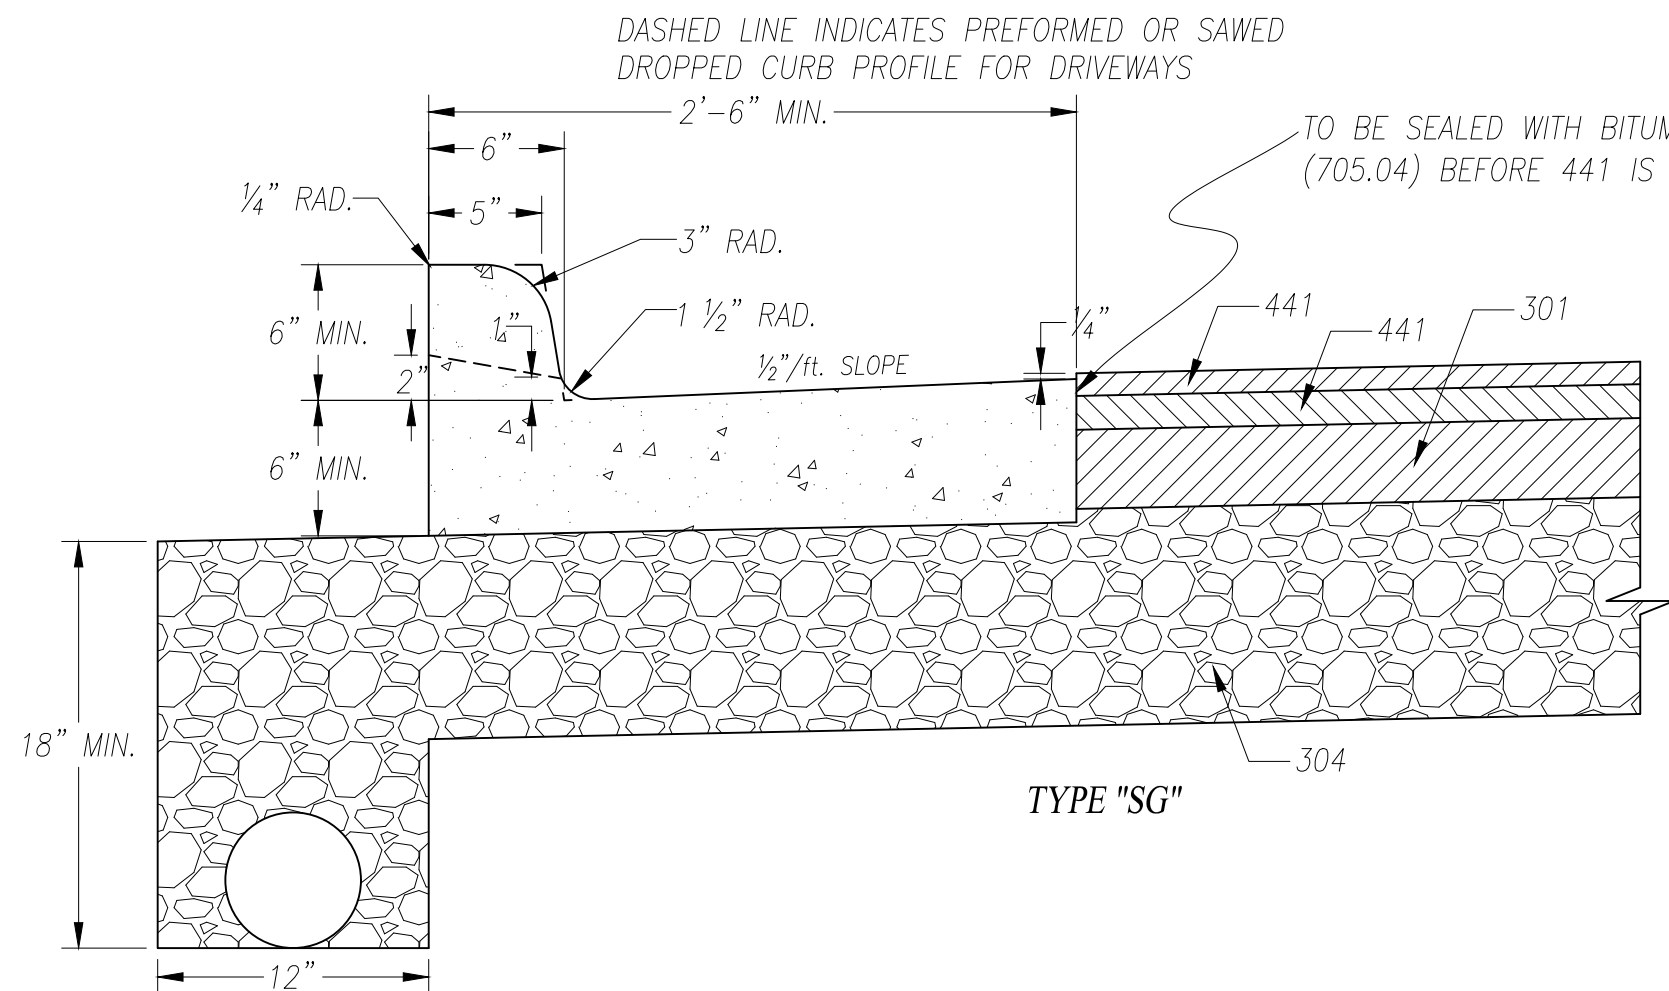 DASHED LINE INDICATES PREFORMED OR SAWED
DROPPED CURB PROFILE FOR DRIVEWAYS
2'-6" MIN.
TO BE SEALED WITH
(705.04) BEFORE 441 IS
6"
¼" RAD.
5"
3" RAD.
6" MIN.
1"
1 ½" RAD.
¼"
441
441
301
2"
½"/ft. SLOPE
6" MIN.
18" MIN.
304
TYPE "SG"
12"